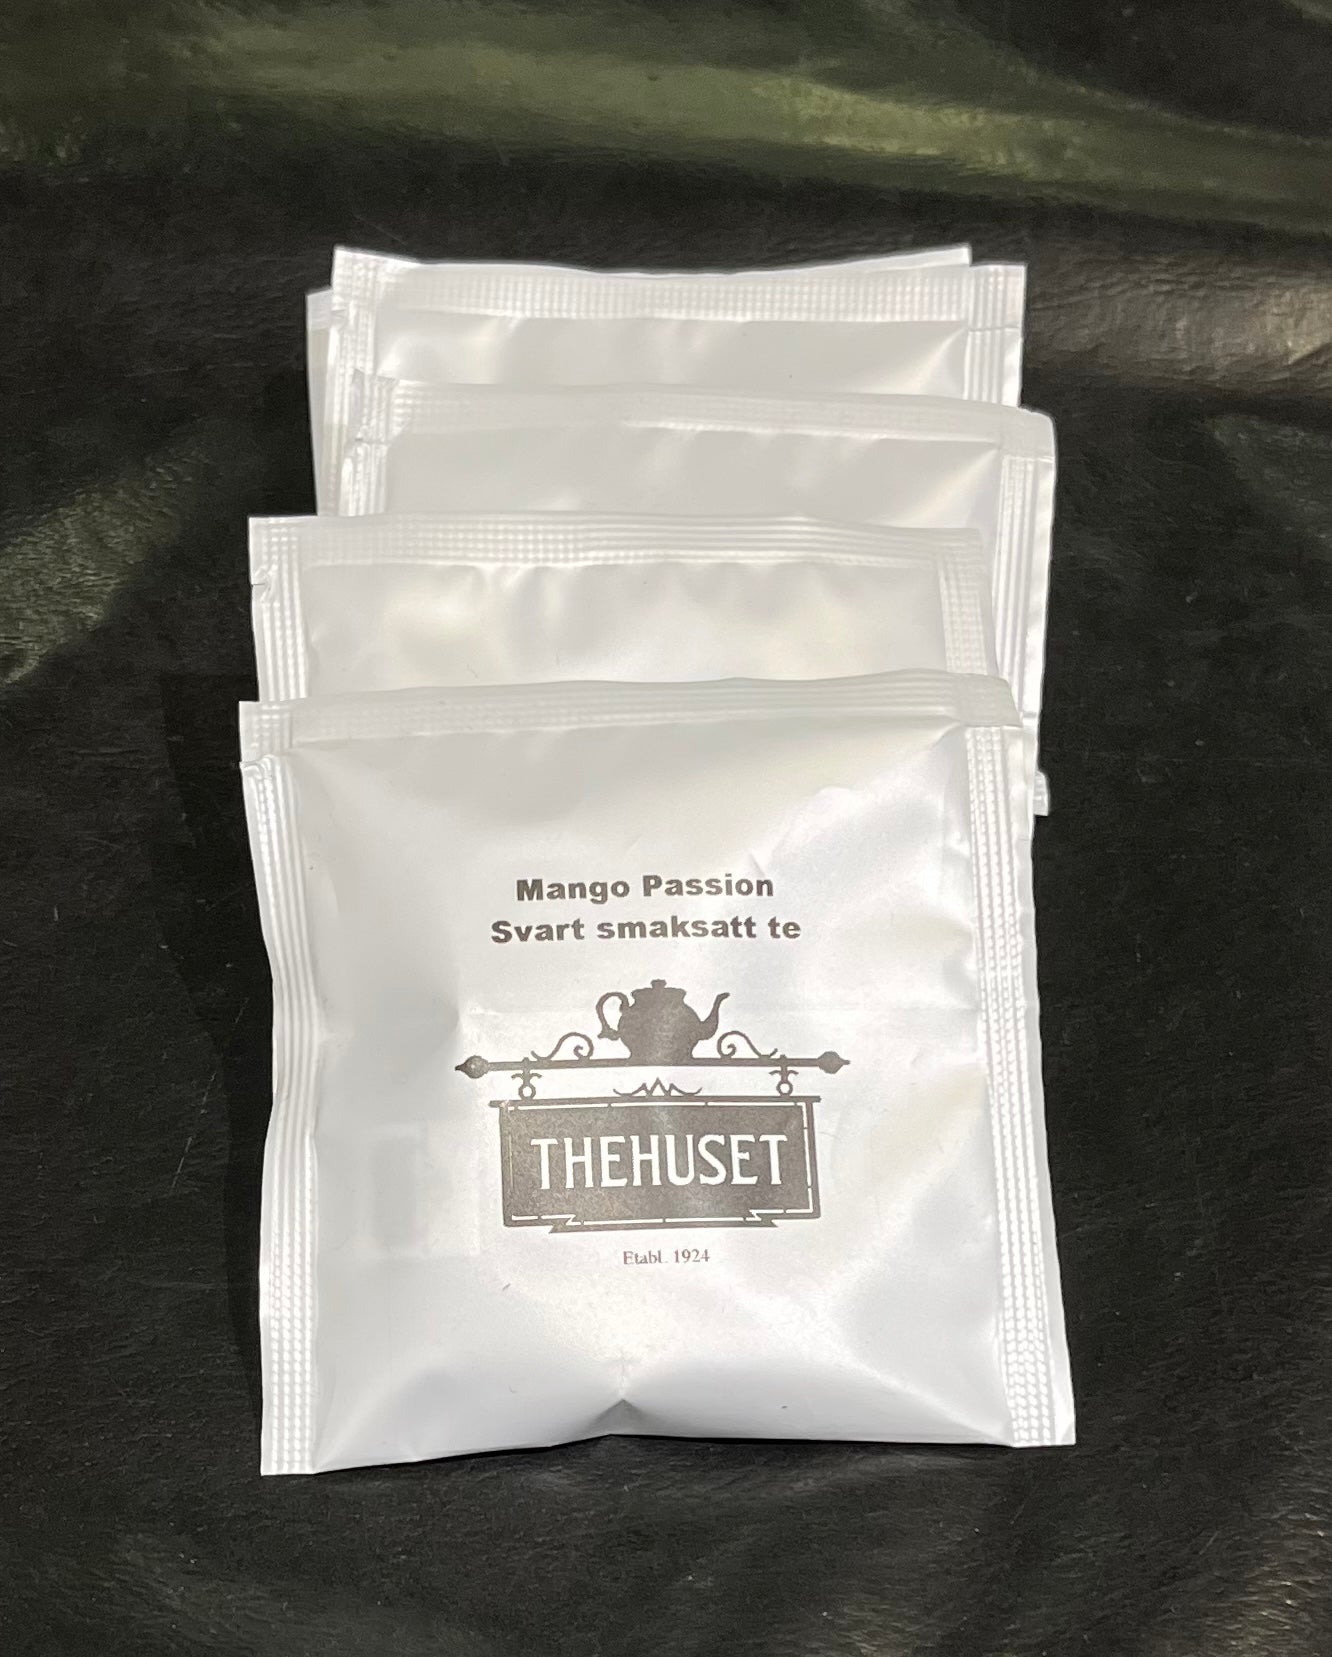 Mango Passion
Svart smaksatt te
THEHUSET
Etabl. 1924